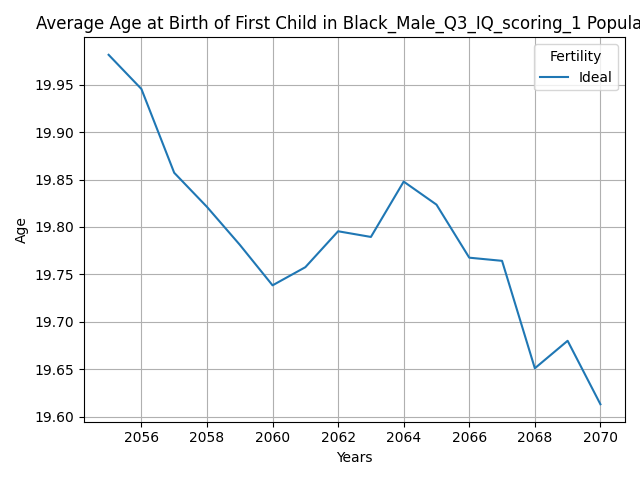 Average Age at Birth of First Child in Black_Male_Q3_IQ_scoring_1 Popula
Fertility
Ideal
19.95
19.90
19.85
19.80
19.75
19.70
19.65
19.60
Age
2056 2058 2060 2062 2064 2066 2068 2070
Years